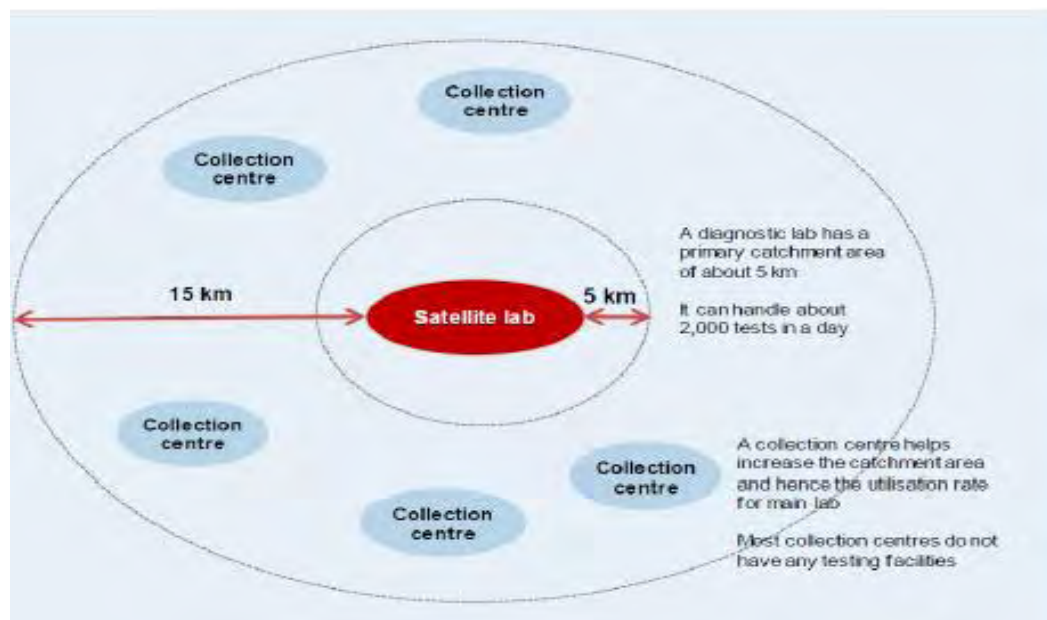 Collection
centre
Collection
centre
A diagnostic lab has a
primary catchment area
of about 5 km
15 km
5 km
Satellite lab
It can handle about
2,000 tests in a day
Collection
centre
A collection centre helps
increase the catchment area
and hence the utilisation rate
for main lab
Collection
centre
Collection
centre
Most collection centres do not
have any testing facilities